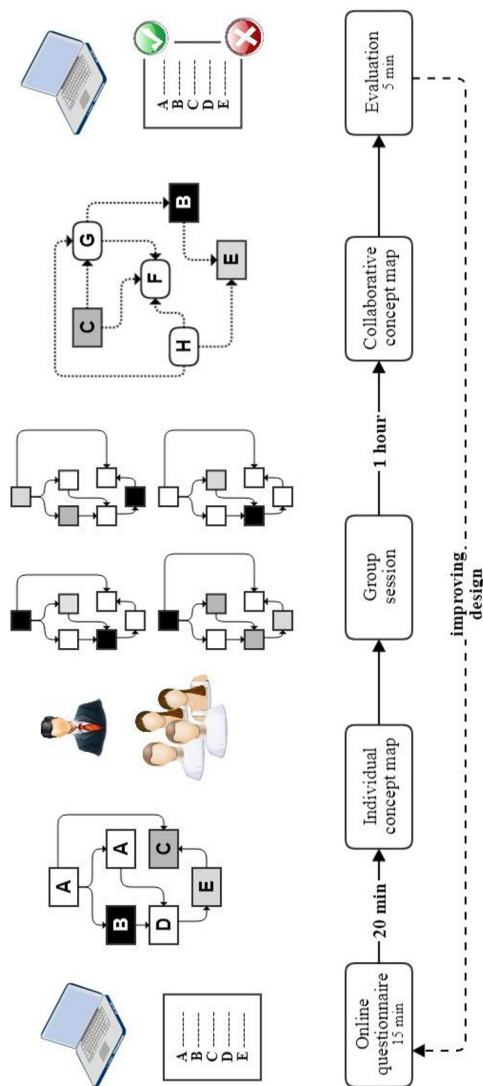 A ------
B ------
C ------
D ------
E ------
A
B
A
D
C
E
C
G
F
H
B
E
A ------
B ------
C ------
D ------
E ------
Online
questionnaire
15 min
20 min
Individual
concept map
Group
session
1 hour
Collaborative
concept map
Evaluation
5 min
improving
design